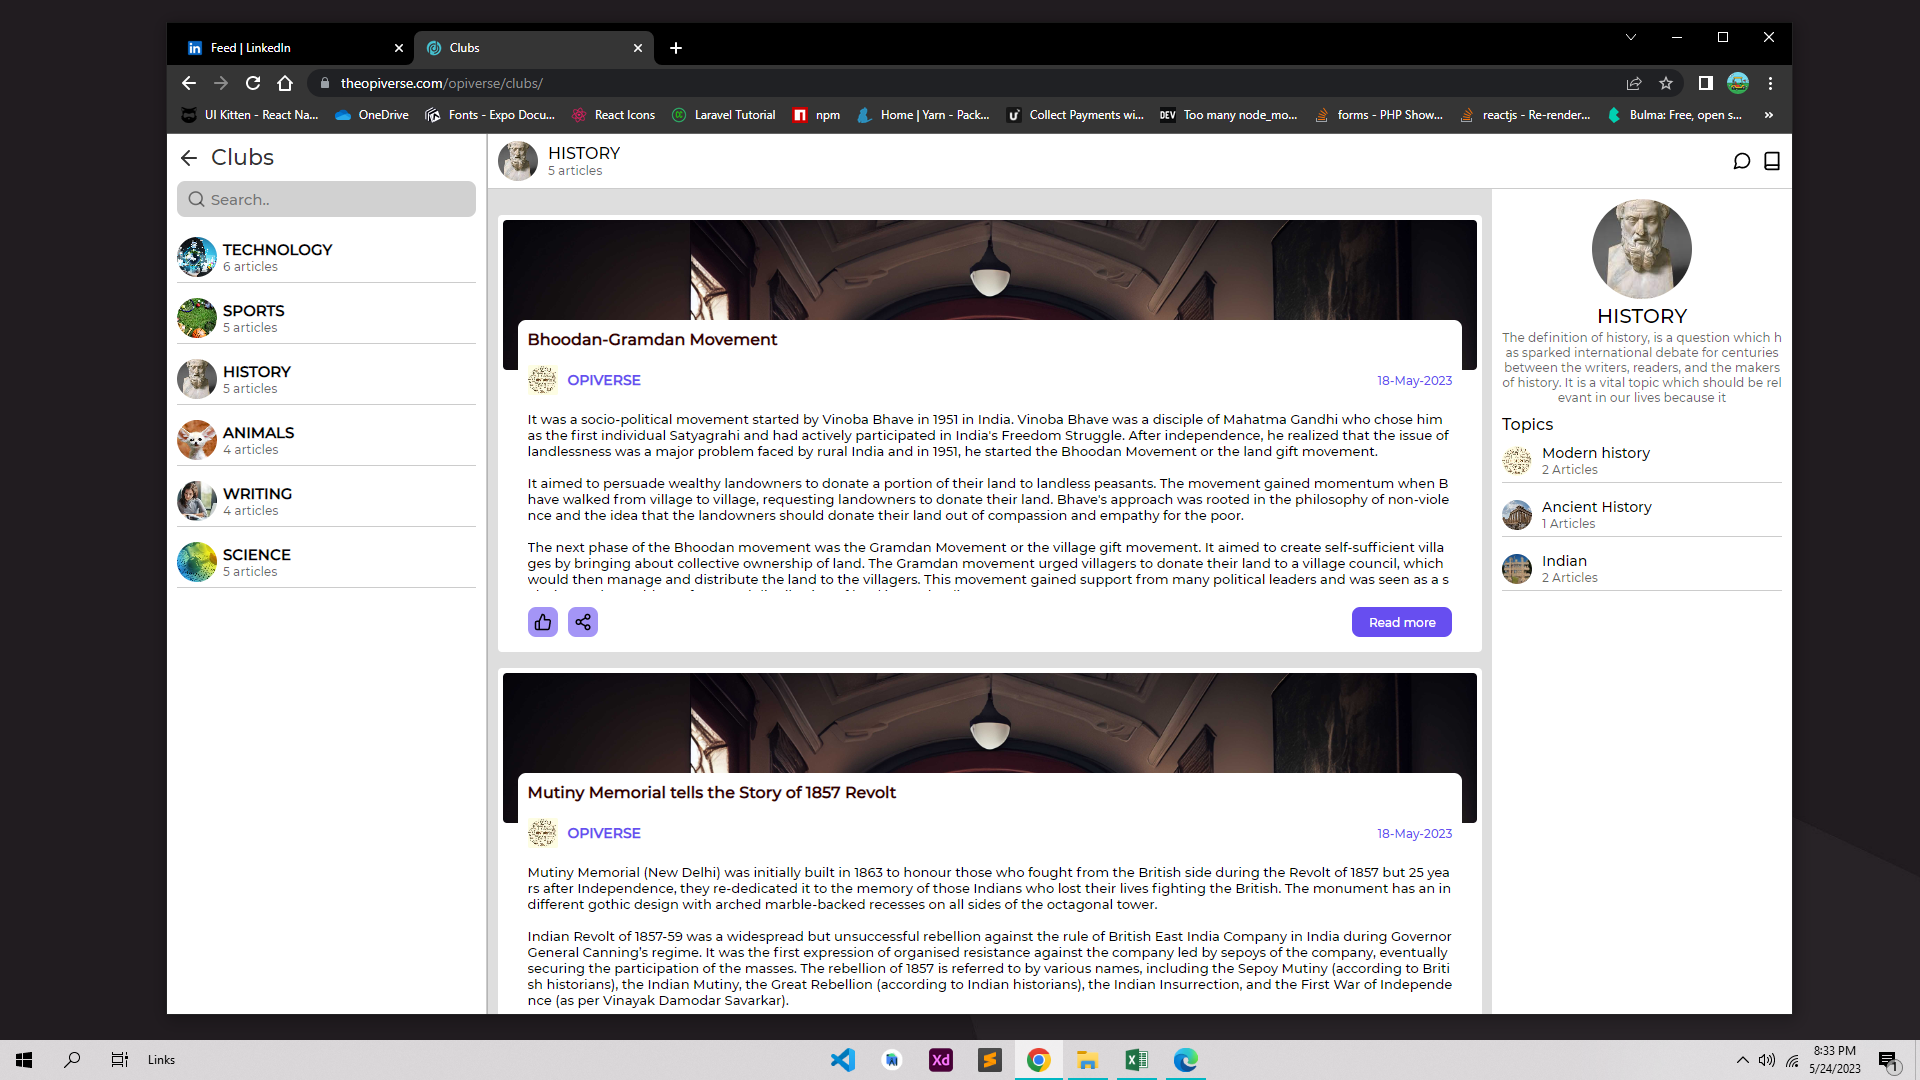 Feed | LinkedIn
Clubs
theopiverse.com/opiverse/clubs/
UI Kitten - React Na...
OneDrive
Fonts - Expo Docu...
React Icons
Laravel Tutorial
npm
Home | Yarn - Pack...
Collect Payments wi...
DEV
Too many node_mo...
forms - PHP Show...
reactjs - Re-render...
Bulma: Free, open s...
Clubs
Search..
TECHNOLOGY
6 articles
SPORTS
5 articles
HISTORY
5 articles
ANIMALS
4 articles
WRITING
4 articles
SCIENCE
5 articles
HISTORY
5 articles
Bhoodan-Gramdan Movement
OPIVERSE
18-May-2023
It was a socio-political movement started by Vinoba Bhave in 1951 in India. Vinoba Bhave was a disciple of Mahatma Gandhi who chose him
as the first individual Satyagrahi and had actively participated in India's Freedom Struggle. After independence, he realized that the issue of
landlessness was a major problem faced by rural India and in 1951, he started the Bhoodan Movement or the land gift movement.
It aimed to persuade wealthy landowners to donate a portion of their land to landless peasants. The movement gained momentum when B
have walked from village to village, requesting landowners to donate their land. Bhave's approach was rooted in the philosophy of non-viole
nce and the idea that the landowners should donate their land out of compassion and empathy for the poor.
The next phase of the Bhoodan movement was the Gramdan Movement or the village gift movement. It aimed to create self-sufficient villa
ges by bringing about collective ownership of land. The Gramdan movement urged villagers to donate their land to a village council, which
would then manage and distribute the land to the villagers. This movement gained support from many political leaders and was seen as a s
Read more
Mutiny Memorial tells the Story of 1857 Revolt
OPIVERSE
18-May-2023
Mutiny Memorial (New Delhi) was initially built in 1863 to honour those who fought from the British side during the Revolt of 1857 but 25 yea
rs after Independence, they re-dedicated it to the memory of those Indians who lost their lives fighting the British. The monument has an in
different gothic design with arched marble-backed recesses on all sides of the octagonal tower.
Indian Revolt of 1857-59 was a widespread but unsuccessful rebellion against the rule of British East India Company in India during Governor
General Canning’s regime. It was the first expression of organised resistance against the company led by sepoys of the company, eventually
securing the participation of the masses. The rebellion of 1857 is referred to by various names, including the Sepoy Mutiny (according to Briti
sh historians), the Indian Mutiny, the Great Rebellion (according to Indian historians), the Indian Insurrection, and the First War of Independe
nce (as per Vinayak Damodar Savarkar).
HISTORY
The definition of history, is a question which h
as sparked international debate for centuries
between the writers, readers, and the makers
of history. It is a vital topic which should be rel
evant in our lives because it
Topics
Modern history
2 Articles
Ancient History
1 Articles
Indian
2 Articles
Links
Xd
8:33 PM
5/24/2023
1